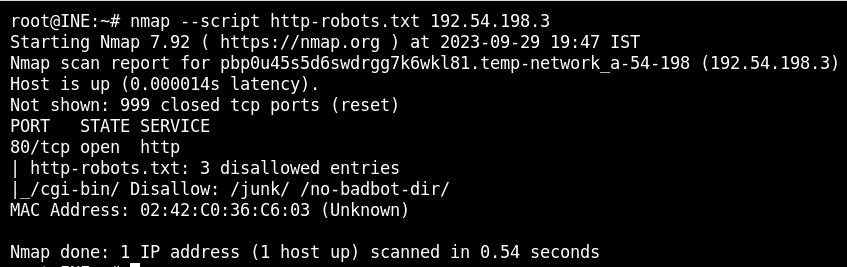 root@INE:~# nmap --script http-robots.txt 192.54.198.3
Starting Nmap 7.92 ( https://nmap.org ) at 2023-09-29 19:47 IST
Nmap scan report for pbp0u45s5d6swdrgg7k6wkl81.temp-network_a-54-198 (192.54.198.3)
Host is up (0.000014s latency).
Not shown: 999 closed tcp ports (reset)
PORT   STATE SERVICE
80/tcp open  http
| http-robots.txt: 3 disallowed entries
|_/cgi-bin/ Disallow: /junk/ /no-badbot-dir/
MAC Address: 02:42:C0:36:C6:03 (Unknown)

Nmap done: 1 IP address (1 host up) scanned in 0.54 seconds